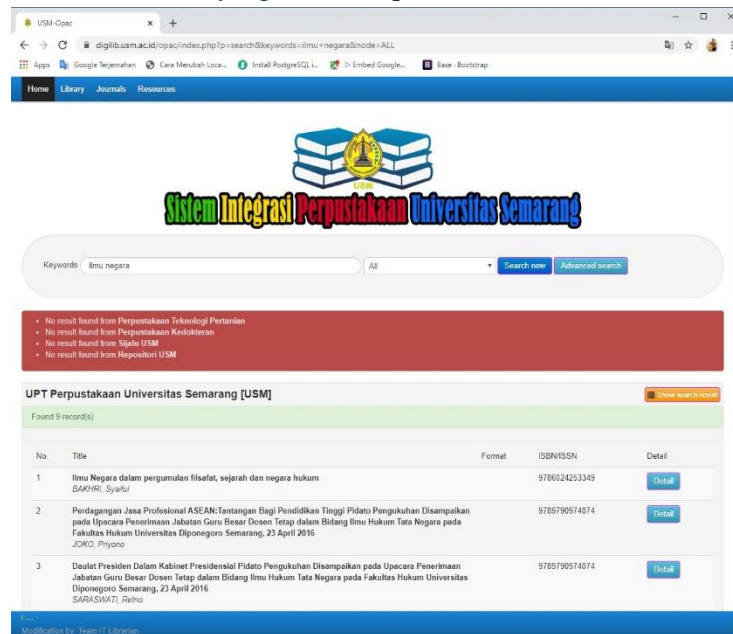 USM-Opac
digilib.usm.ac.id/opac/index.php?p=search&keywords=ilmu+negara&node=ALL
Apps Google Terjemahan Cara Merubah Loca... Install PostgreSQL i... Embed Google... Base - Bootstrap
Home Library Journals Resources
USM
Sistem Integrasi Perpustakaan Universitas Semarang
Keywords ilmu negara All Search now Advanced search
No result found from Perpustakaan Teknologi Pertanian
No result found from Perpustakaan Kedokteran
No result found from Sijalu USM
No result found from Repositori USM
UPT Perpustakaan Universitas Semarang [USM] Show search result
Found 9 record(s)
No. Title Format ISBN/ISSN Detail
1 Ilmu Negara dalam pergumulan filsafat, sejarah dan negara hukum 9786024253349 Detail
BAKHRI, Syaiful
2 Perdagangan Jasa Profesional ASEAN:Tantangan Bagi Pendidikan Tinggi Pidato Pengukuhan Disampaikan 9789790974074 Detail
pada Upacara Penerimaan Jabatan Guru Besar Dosen Tetap dalam Bidang Ilmu Hukum Tata Negara pada
Fakultas Hukum Universitas Diponegoro Semarang, 23 April 2016
JOKO, Priyono
3 Daulat Presiden Dalam Kabinet Presidensial Pidato Pengukuhan Disampaikan pada Upacara Penerimaan 9789790974074 Detail
Jabatan Guru Besar Dosen Tetap dalam Bidang Ilmu Hukum Tata Negara pada Fakultas Hukum Universitas
Diponegoro Semarang, 23 April 2016
SARASWATI, Retno
Modification by: Team IT Librarian